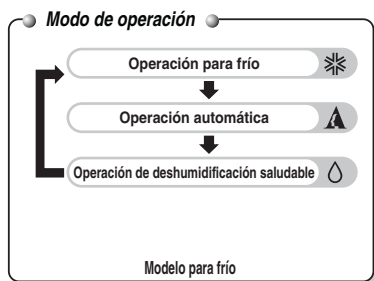 Modo de operación
Operación para frío
Operación automática
Operación de deshumidificación saludable
Modelo para frío